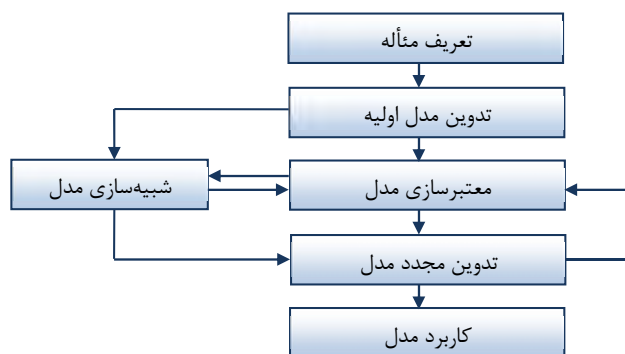 تعریف مئأله
تدوین مدل اولیه
معتبرسازی مدل
شبیه‌سازی مدل
تدوین مجدد مدل
کاربرد مدل